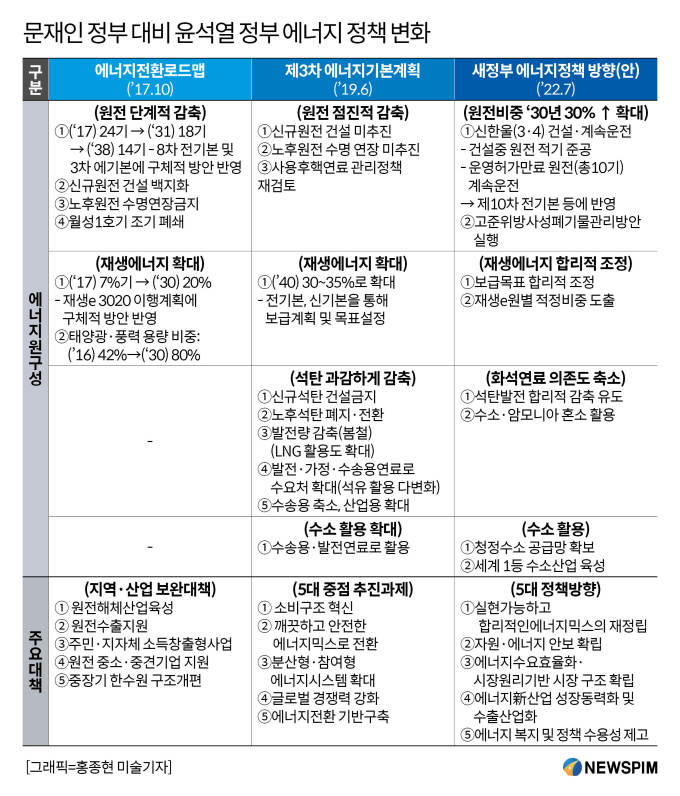 문재인 정부 대비 윤석열 정부 에너지 정책 변화
구분
에너지전환로드맵
('17.10)
제3차 에너지기본계획
('19.6)
새정부 에너지정책 방향(안)
('22.7)
에너지원구성
(원전 단계적 감축)
①(‘17) 24기 → (‘31) 18기
→ (‘38) 14기 - 8차 전기본 및
3차 에기본에 구체적 방안 반영
②신규원전 건설 백지화
③노후원전 수명연장금지
④월성1호기 조기 폐쇄
(원전 점진적 감축)
①신규원전 건설 미추진
②노후원전 수명 연장 미추진
③사용후핵연료 관리정책
재검토
(원전비중 ‘30년 30% ↑ 확대)
①신한울(3·4) 건설·계속운전
- 건설중 원전 적기 준공
- 운영허가만료 원전(총10기)
계속운전
→ 제10차 전기본 등에 반영
②고준위방사성폐기물관리방안
실행
(재생에너지 확대)
①(‘17) 7%기 → (‘30) 20%
- 재생e 3020 이행계획에
구체적 방안 반영
②태양광·풍력 용량 비중:
(’16) 42%→(‘30) 80%
(재생에너지 확대)
①(’40) 30~35%로 확대
- 전기본, 신기본을 통해
보급계획 및 목표설정
(재생에너지 합리적 조정)
①보급목표 합리적 조정
②재생e원별 적정비중 도출
-
(석탄 과감하게 감축)
①신규석탄 건설금지
②노후석탄 폐지·전환
③발전량 감축(봄철)
(LNG 활용도 확대)
④발전·가정·수송용연료로
수요처 확대(석유 활용 다변화)
⑤수송용 축소, 산업용 확대
(화석연료 의존도 축소)
①석탄발전 합리적 감축 유도
②수소·암모니아 혼소 활용
-
(수소 활용 확대)
①수송용·발전연료로 활용
(수소 활용)
①청정수소 공급망 확보
②세계 1등 수소산업 육성
주요대책
(지역·산업 보완대책)
① 원전해체산업육성
② 원전수출지원
③주민·지자체 소득창출형사업
④원전 중소·중견기업 지원
⑤중장기 한수원 구조개편
(5대 중점 추진과제)
① 소비구조 혁신
② 깨끗하고 안전한
에너지믹스로 전환
③분산형·참여형
에너지시스템 확대
④글로벌 경쟁력 강화
⑤에너지전환 기반구축
(5대 정책방향)
①실현가능하고
합리적인에너지믹스의 재정립
②자원·에너지 안보 확립
③에너지수요효율화·
시장원리기반 시장 구조 확립
④에너지新산업 성장동력화 및
수출산업화
⑤에너지 복지 및 정책 수용성 제고
[그래픽=홍종현 미술기자]
NEWSPIM